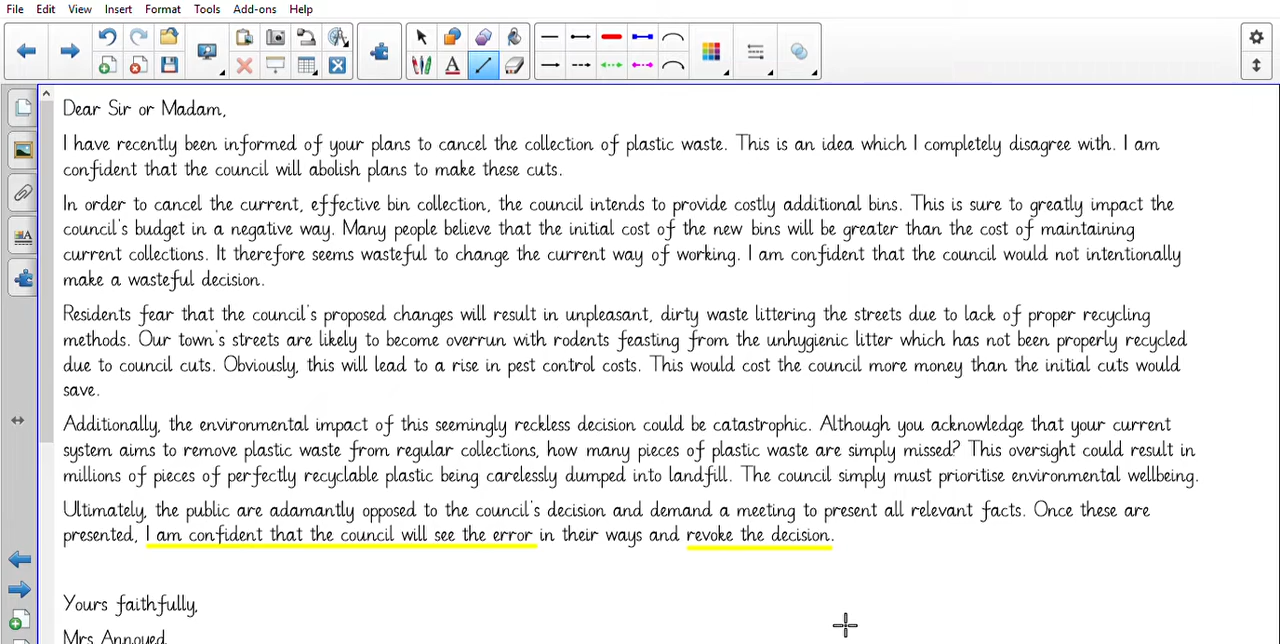 File Edit View Insert Format Tools Add-ons Help
Dear Sir or Madam,
I have recently been informed of your plans to cancel the collection of plastic waste. This is an idea which I completely disagree with. I am
confident that the council will abolish plans to make these cuts.
In order to cancel the current, effective bin collection, the council intends to provide costly additional bins. This is sure to greatly impact the
council's budget in a negative way. Many people believe that the initial cost of the new bins will be greater than the cost of maintaining
current collections. It therefore seems wasteful to change the current way of working. I am confident that the council would not intentionally
make a wasteful decision.
Residents fear that the council's proposed changes will result in unpleasant, dirty waste littering the streets due to lack of proper recycling
methods. Our town's streets are likely to become overrun with rodents feasting from the unhygienic litter which has not been properly recycled
due to council cuts. Obviously, this will lead to a rise in pest control costs. This would cost the council more money than the initial cuts would
save.
Additionally, the environmental impact of this seemingly reckless decision could be catastrophic. Although you acknowledge that your current
system aims to remove plastic waste from regular collections, how many pieces of plastic waste are simply missed? This oversight could result in
millions of pieces of perfectly recyclable plastic being carelessly dumped into landfill. The council simply must prioritise environmental wellbeing.
Ultimately, the public are adamantly opposed to the council's decision and demand a meeting to present all relevant facts. Once these are
presented, I am confident that the council will see the error in their ways and revoke the decision.
Yours faithfully,
Mrs Annoyed